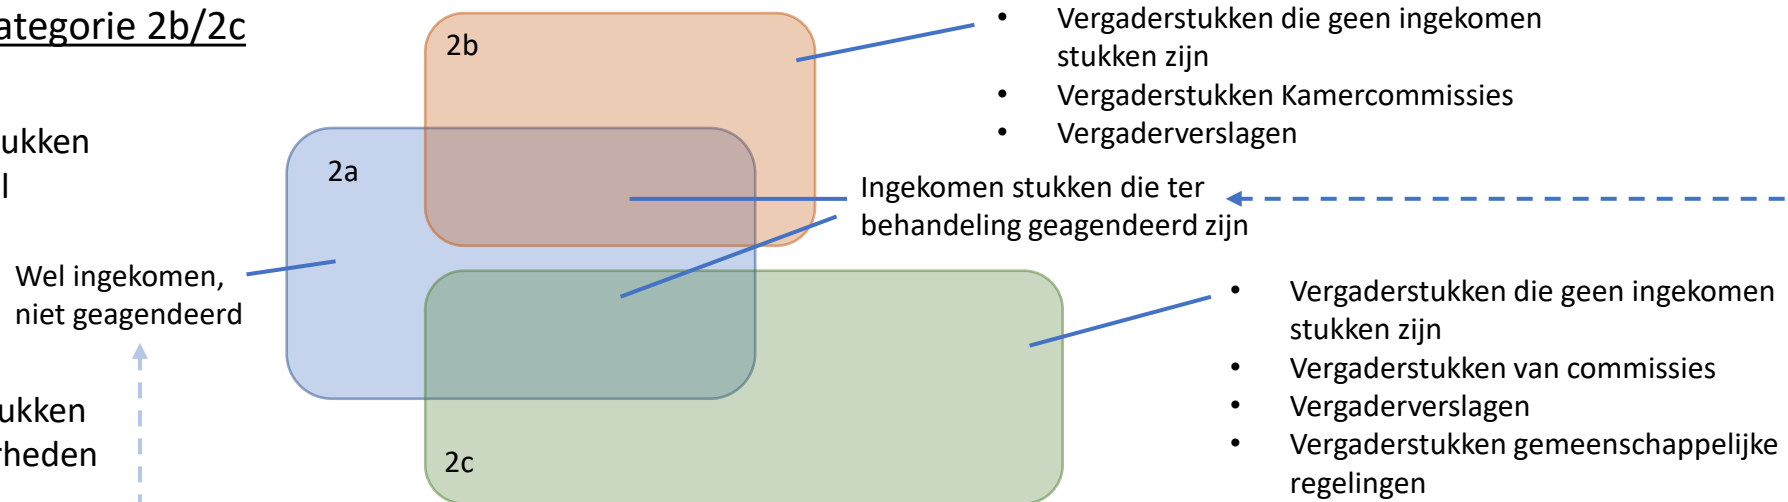 ategorie 2b/2c
ukken
l
Wel ingekomen,
niet geagendeerd
ukken
rheden
2b
2a
2c
• Vergaderstukken die geen ingekomen
stukken zijn
• Vergaderstukken Kamercommissies
• Vergaderverslagen
Ingekomen stukken die ter
behandeling geagendeerd zijn
• Vergaderstukken die geen ingekomen
stukken zijn
• Vergaderstukken van commissies
• Vergaderverslagen
• Vergaderstukken gemeenschappelijke
regelingen